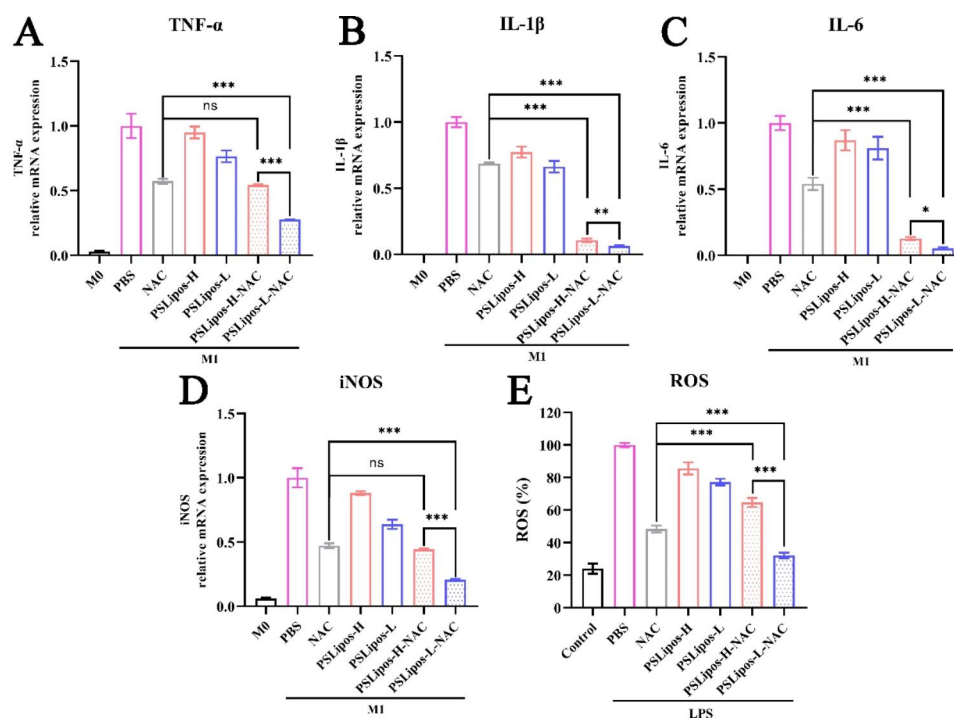 A
TNF-α
TNF-α
relative mRNA expression
1.5
1.0
0.5
0.0
***
ns
***
M0
PBS
NAC
PSLipos-H
PSLipos-L
PSLipos-H-NAC
PSLipos-L-NAC
M1
B
IL-1β
IL-1β
relative mRNA expression
1.5
1.0
0.5
0.0
***
***
**
M0
PBS
NAC
PSLipos-H
PSLipos-L
PSLipos-H-NAC
PSLipos-L-NAC
M1
C
IL-6
IL-6
relative mRNA expression
1.5
1.0
0.5
0.0
***
***
*
M0
PBS
NAC
PSLipos-H
PSLipos-L
PSLipos-H-NAC
PSLipos-L-NAC
M1
D
iNOS
iNOS
relative mRNA expression
1.5
1.0
0.5
0.0
***
ns
***
M0
PBS
NAC
PSLipos-H
PSLipos-L
PSLipos-H-NAC
PSLipos-L-NAC
M1
E
ROS
ROS (%)
120
100
80
60
40
20
0
***
***
***
Control
PBS
NAC
PSLipos-H
PSLipos-L
PSLipos-H-NAC
PSLipos-L-NAC
LPS